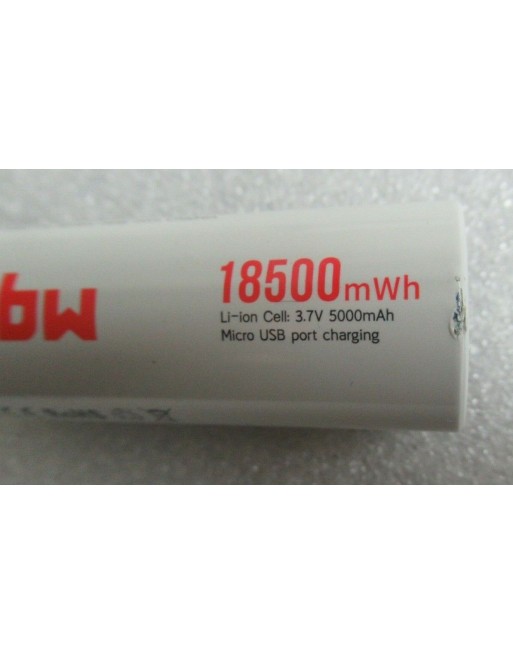 18500mWh
Li-ion Cell: 3.7V 5000mAh
Micro USB port charging